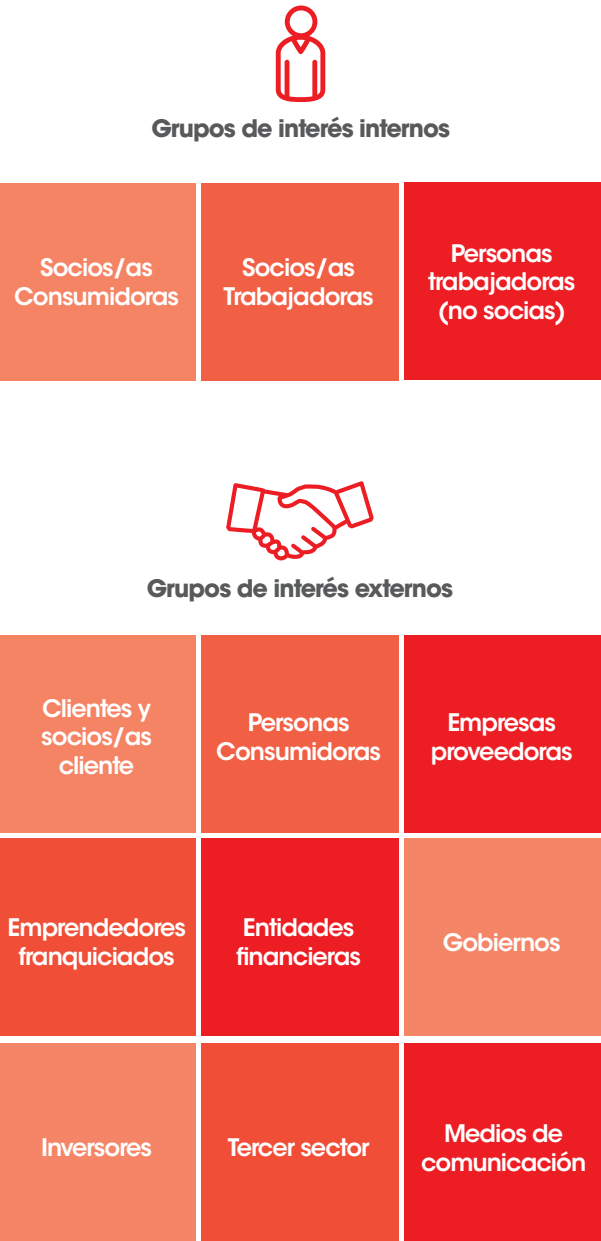 Grupos de interés internos
Socios/as
Consumidoras
Socios/as
Trabajadoras
Personas
trabajadoras
(no socias)
Grupos de interés externos
Clientes y
socios/as
cliente
Personas
Consumidoras
Empresas
proveedoras
Emprendedores
franquiciados
Entidades
financieras
Gobiernos
Inversores
Tercer sector
Medios de
comunicación